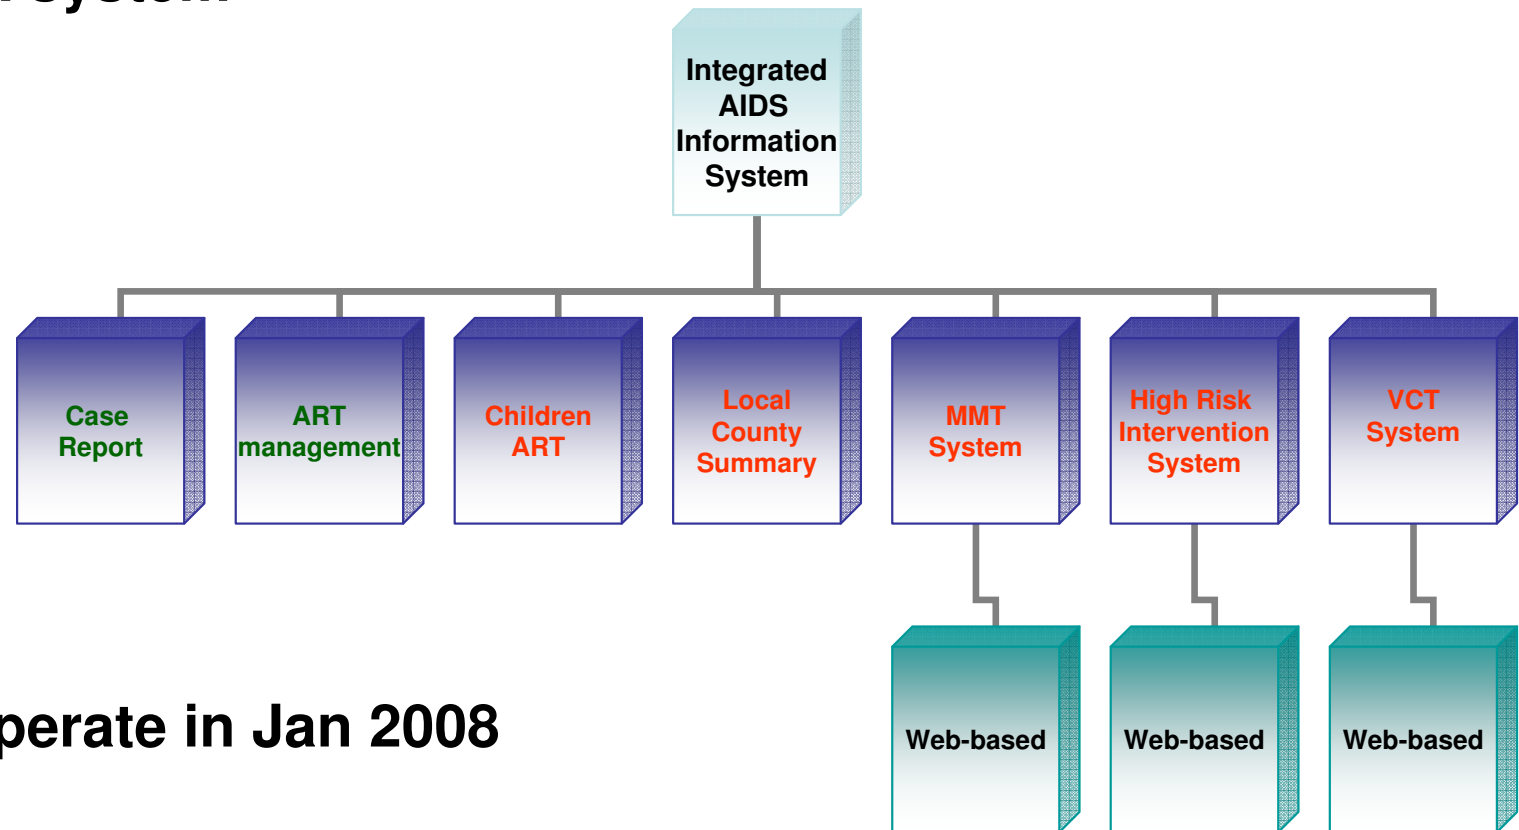 Integrated
AIDS
Information
System
Case
Report
ART
management
Children
ART
Local
County
Summary
MMT
System
High Risk
Intervention
System
VCT
System
perate in Jan 2008
Web-based
Web-based
Web-based